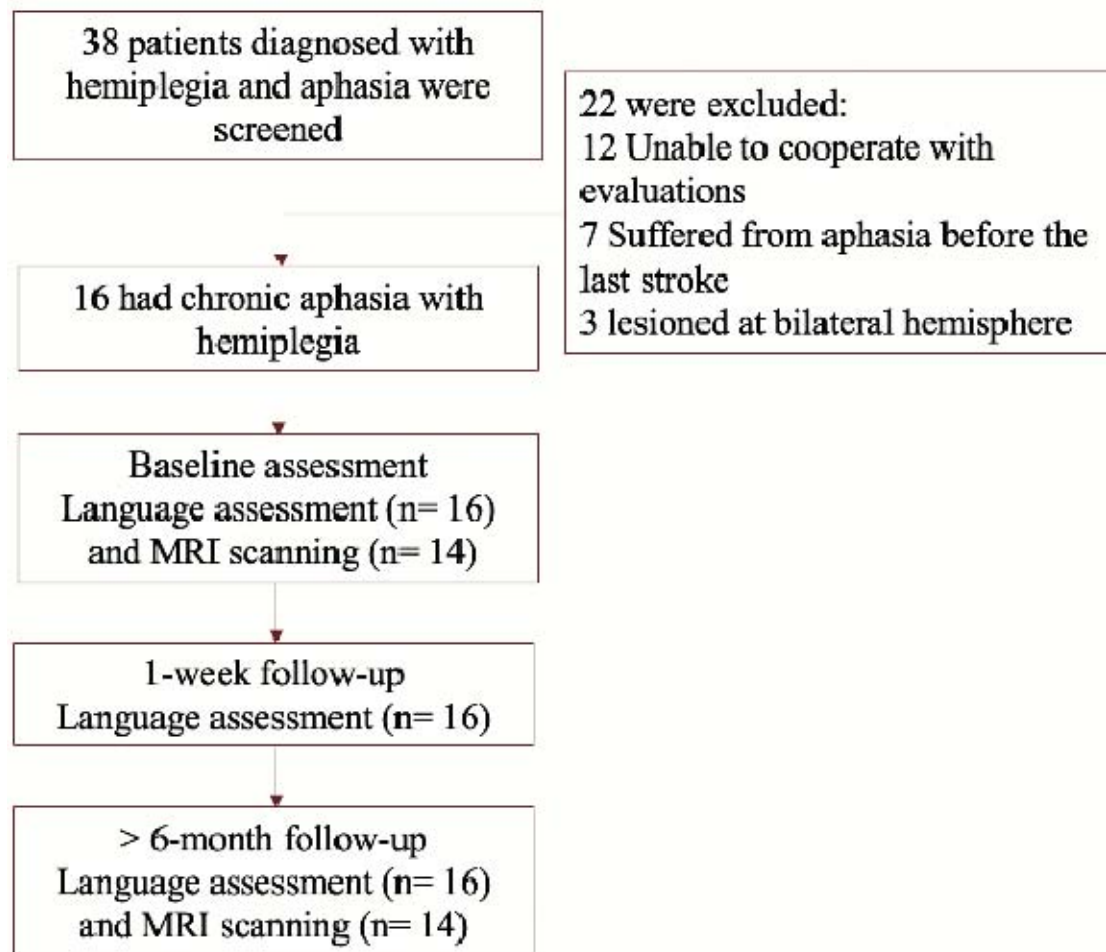 38 patients diagnosed with
hemiplegia and aphasia were
screened
22 were excluded:
12 Unable to cooperate with
evaluations
7 Suffered from aphasia before the
last stroke
3 lesioned at bilateral hemisphere
16 had chronic aphasia with
hemiplegia
Baseline assessment
Language assessment (n= 16)
and MRI scanning (n= 14)
1-week follow-up
Language assessment (n= 16)
> 6-month follow-up
Language assessment (n= 16)
and MRI scanning (n= 14)